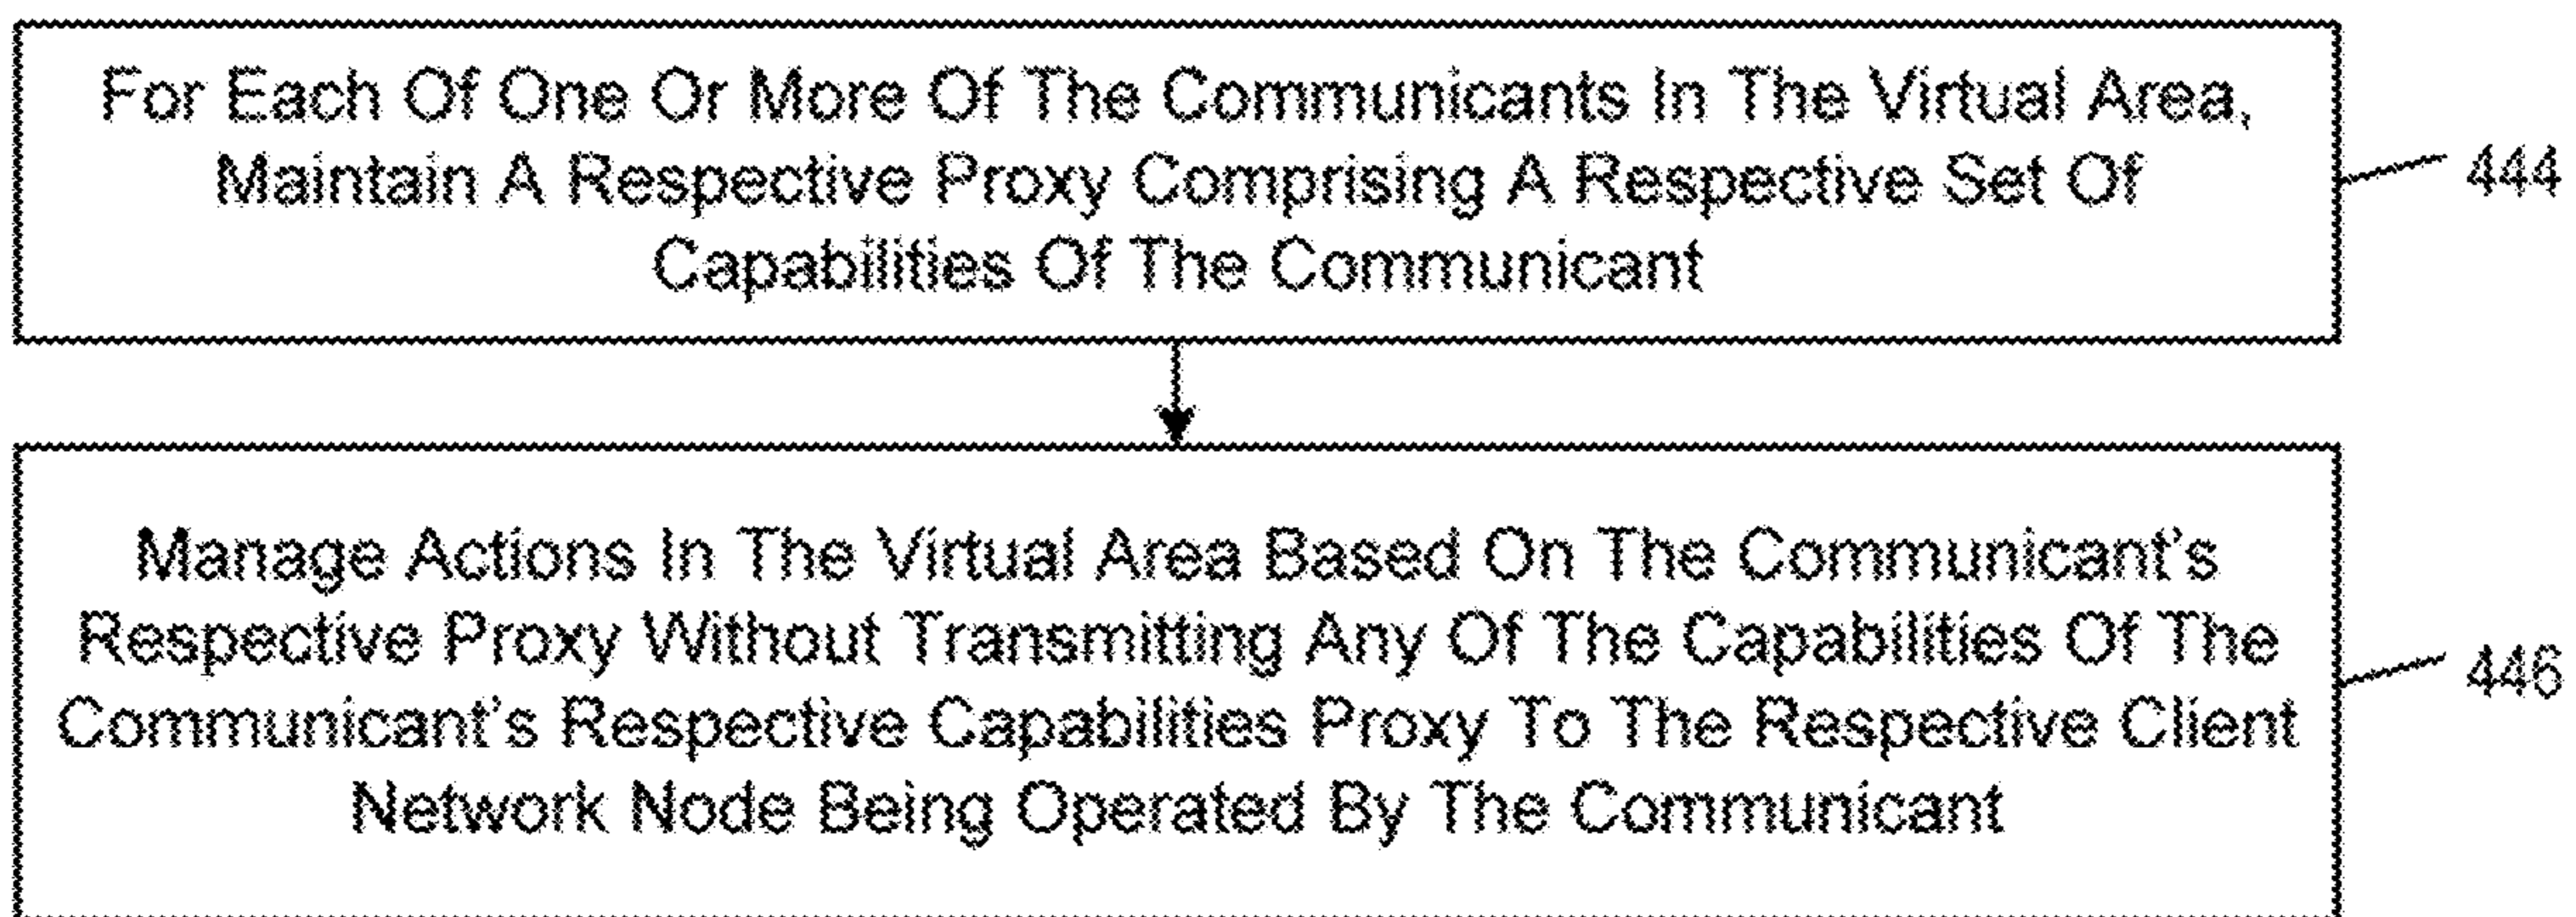 For Each Of One Or More Of The Communicants In The Virtual Area,
Maintain A Respective Proxy Comprising A Respective Set Of
Capabilities Of The Communicant
444
Manage Actions In The Virtual Area Based On The Communicant's
Respective Proxy Without Transmitting Any Of The Capabilities Of The
Communicant's Respective Capabilities Proxy To The Respective Client
Network Node Being Operated By The Communicant
446